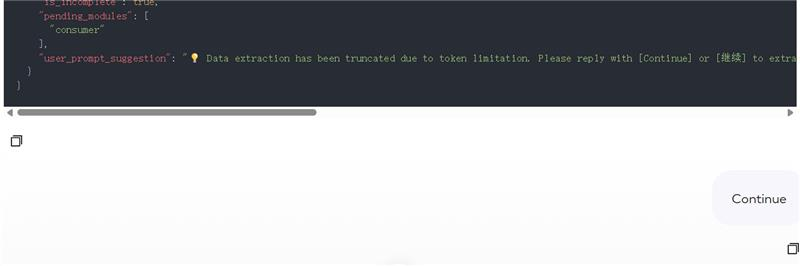 "is_incomplete": true,
"pending_modules": [
"consumer"
],
"user_prompt_suggestion": "💡 Data extraction has been truncated due to token limitation. Please reply with [Continue] or [继续] to extra
}
]
Continue